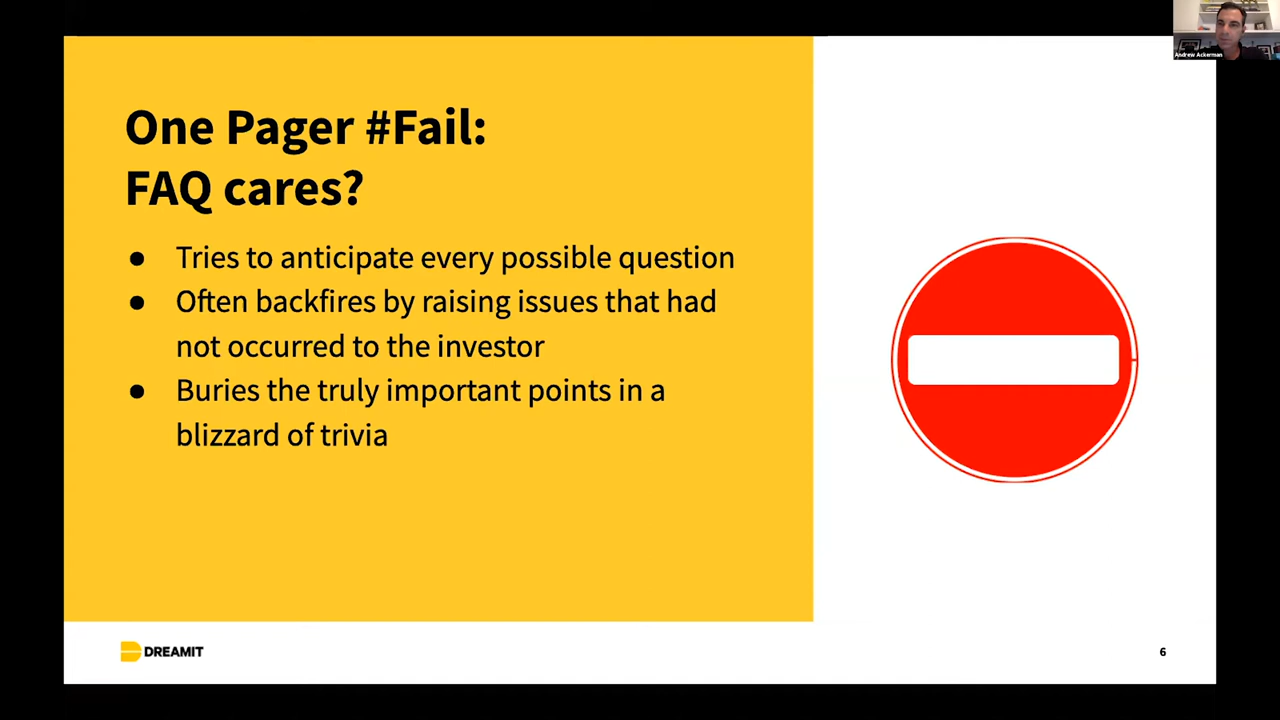 Andrew Ackerman
One Pager #Fail:
FAQ cares?
● Tries to anticipate every possible question
● Often backfires by raising issues that had
not occurred to the investor
● Buries the truly important points in a
blizzard of trivia
DREAMIT
6